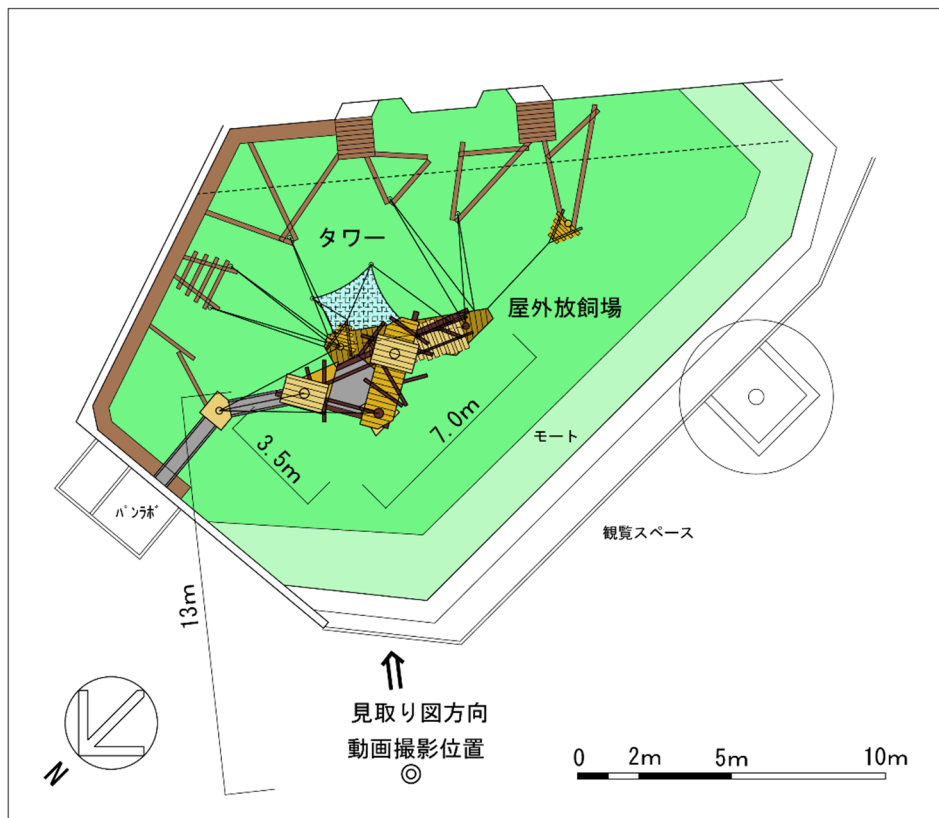 タワー
屋外放飼場
7.0m
3.5m
モート
パンラボ
観覧スペース
13m
見取り図方向
動画撮影位置
N
0 2m 5m 10m